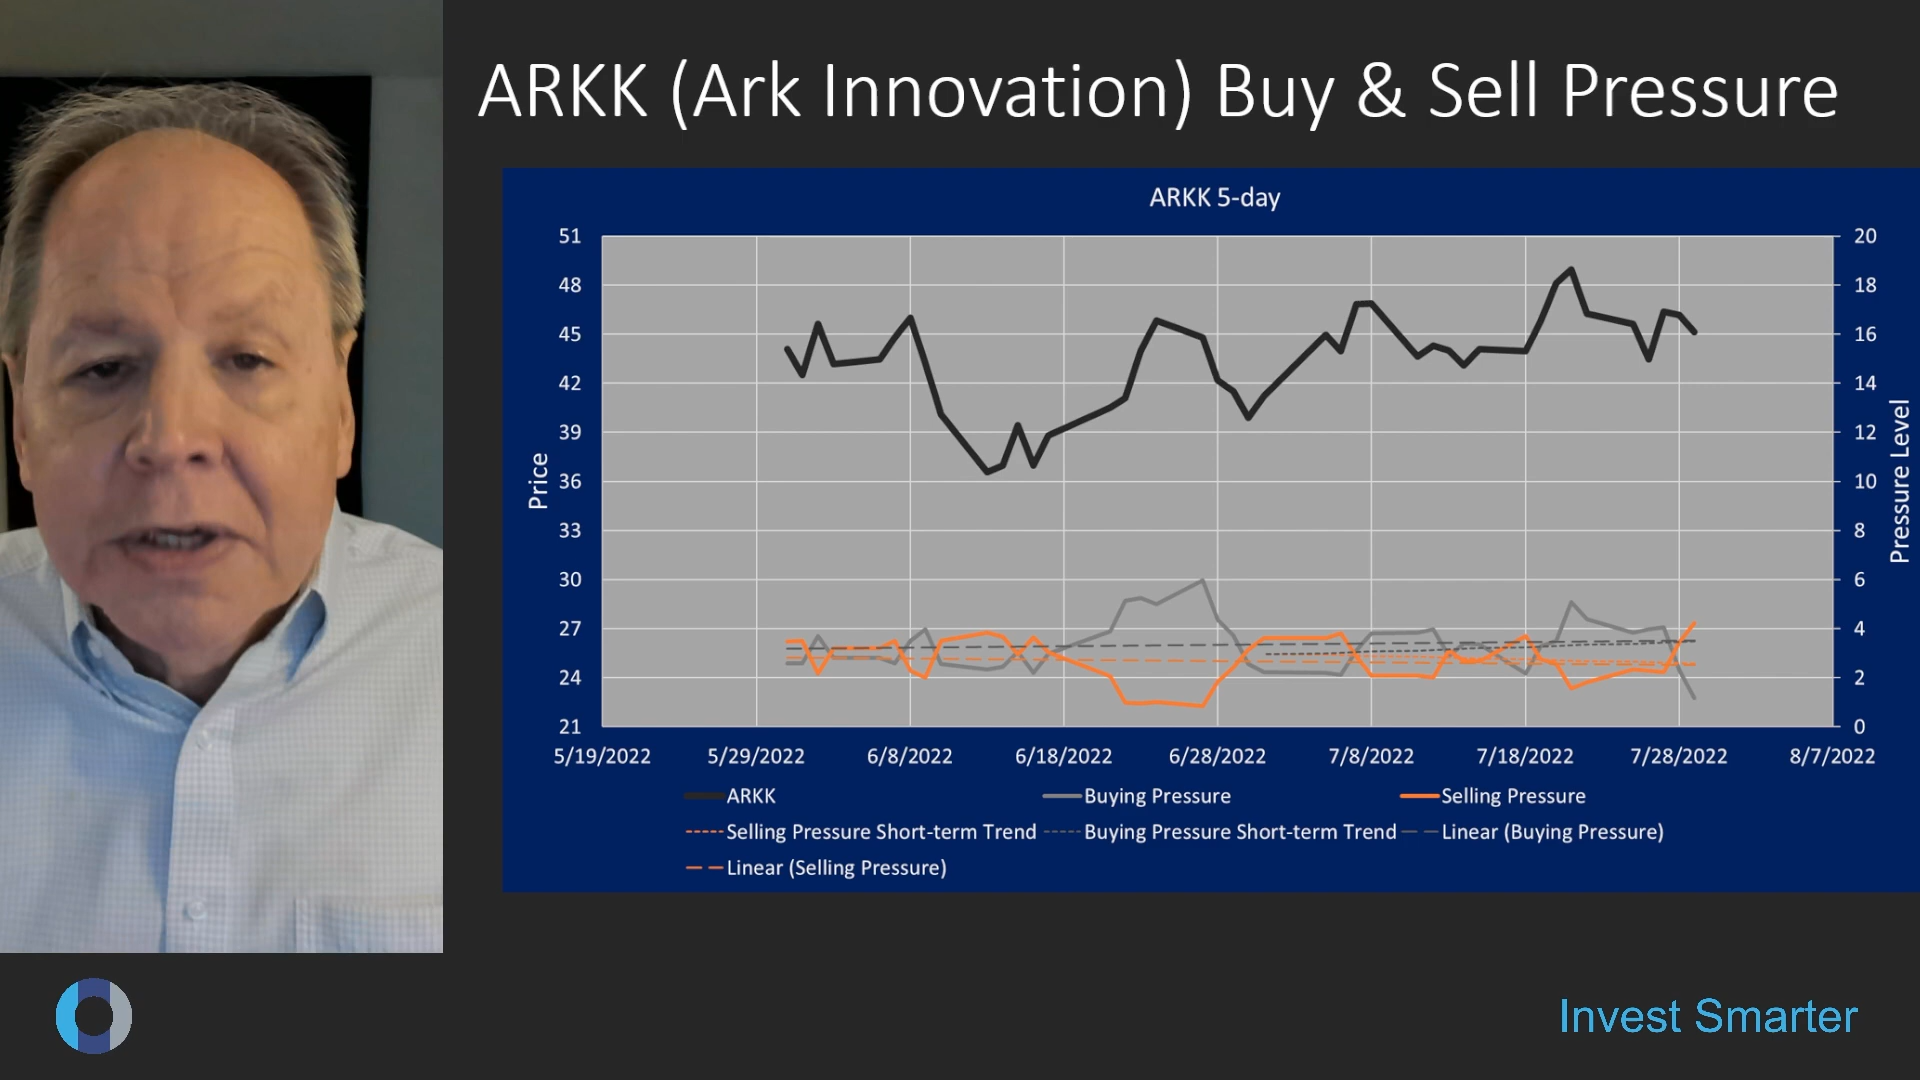 ARKK (Ark Innovation) Buy & Sell Pressure
ARKK 5-day
51 20
48 18
45 16
42 14
39 12
36 10
33 8
30 6
27 4
24 2
21 0
Price
Pressure Level
5/19/2022 5/29/2022 6/8/2022 6/18/2022 6/28/2022 7/8/2022 7/18/2022 7/28/2022 8/7/2022
ARKK Buying Pressure Selling Pressure
Selling Pressure Short-term Trend Buying Pressure Short-term Trend Linear (Buying Pressure)
Linear (Selling Pressure)
Invest Smarter